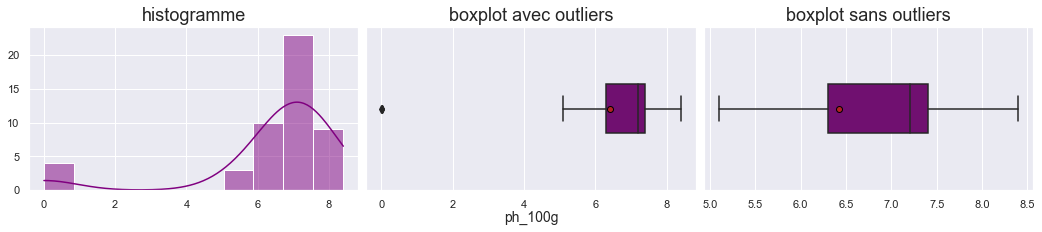 histogramme
boxplot avec outliers
boxplot sans outliers
20
15
10
5
0
0 2 4 6 8
0 2 4 6 8
5.0 5.5 6.0 6.5 7.0 7.5 8.0 8.5
ph_100g